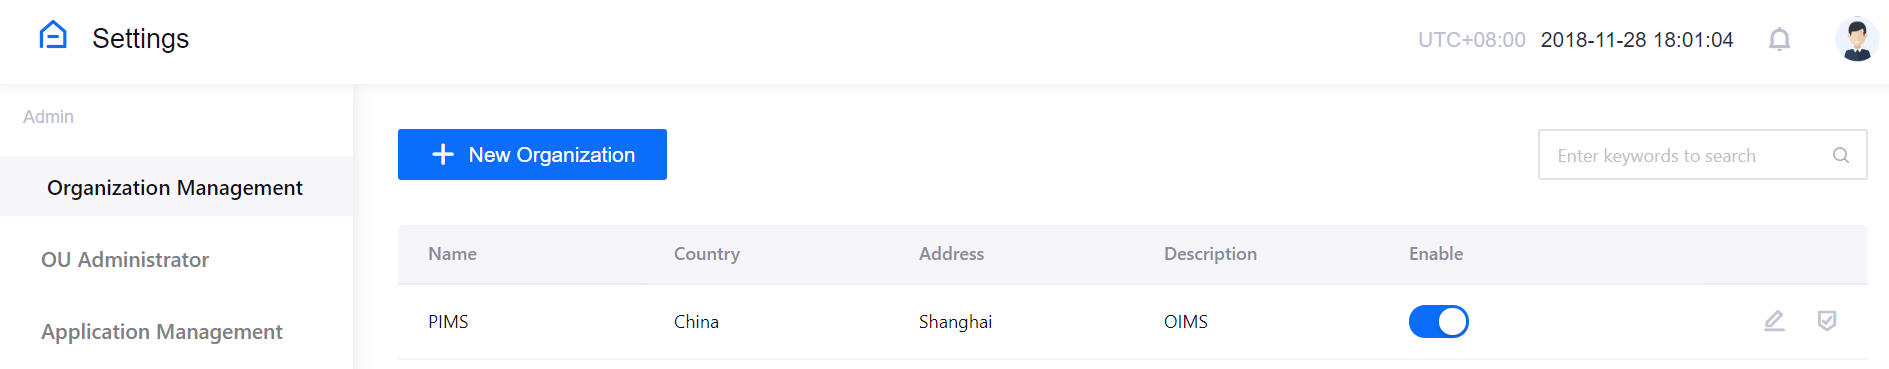 Settings
UTC+08:00 2018-11-28 18:01:04
Admin
Organization Management
OU Administrator
Application Management
New Organization
Enter keywords to search
Name Country Address Description Enable
PIMS China Shanghai OIMS